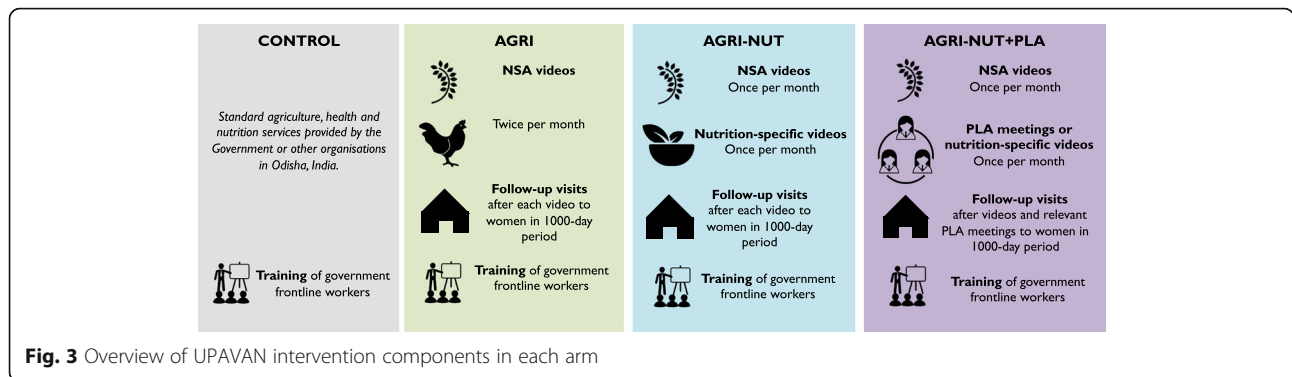 CONTROL
Standard agriculture, health and
nutrition services provided by the
Government or other organisations
in Odisha, India.
Training of government
frontline workers
AGRI
NSA videos
Twice per month
Follow-up visits
after each video to
women in 1000-day
period
Training of government
frontline workers
AGRI-NUT
NSA videos
Once per month
Nutrition-specific videos
Once per month
Follow-up visits
after each video to
women in 1000-day
period
Training of government
frontline workers
AGRI-NUT+PLA
NSA videos
Once per month
PLA meetings or
nutrition-specific videos
Once per month
Follow-up visits
after videos and relevant
PLA meetings to women in
1000-day period
Training of government
frontline workers
Fig. 3 Overview of UPAVAN intervention components in each arm